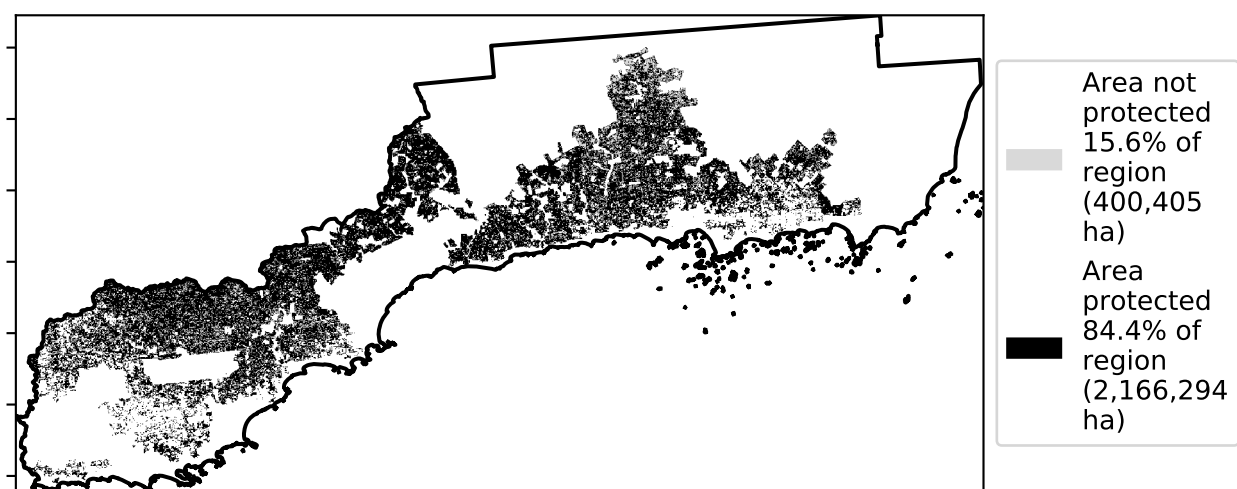 Area not
protected
15.6% of
region
(400,405
ha)
Area
protected
84.4% of
region
(2,166,294
ha)